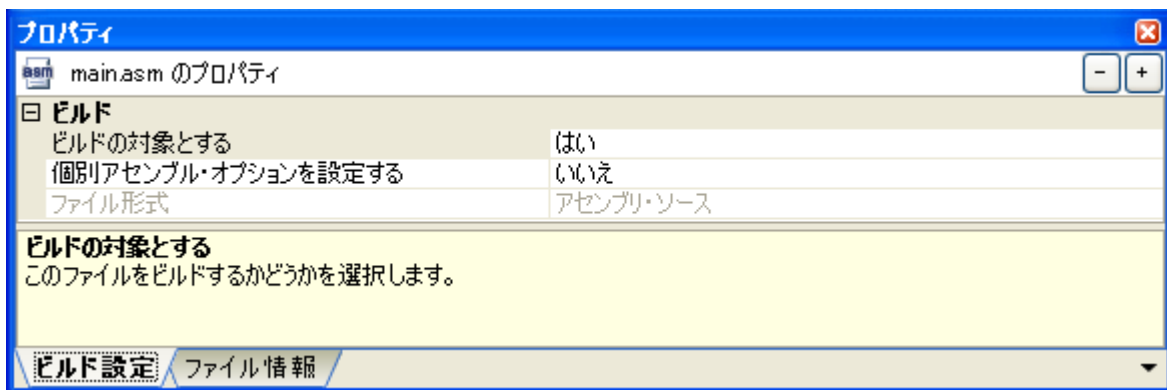 プロパティ
asm main.asm のプロパティ
- +
ビルド
ビルドの対象とする はい
個別アセンブル・オプションを設定する いいえ
ファイル形式 アセンブリ・ソース
ビルドの対象とする
このファイルをビルドするかどうかを選択します。
ビルド設定 ファイル情報